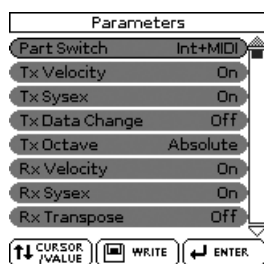 Parameters
Part Switch Int+MIDI
Tx Velocity On
Tx Sysex On
Tx Data Change Off
Tx Octave Absolute
Rx Velocity On
Rx Sysex On
Rx Transpose Off
CURSOR /VALUE WRITE ENTER